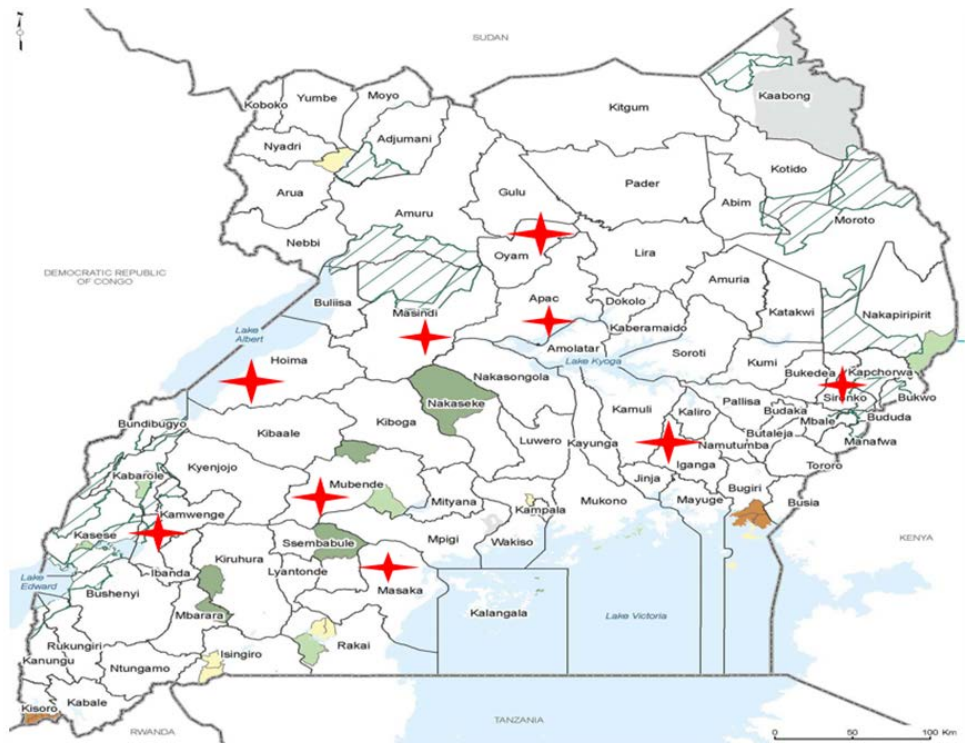 N
SUDAN
Kaabong
Moyo
Yumbe
Koboko
Kitgum
Adjumani
Nyadri
Kotido
Arua
Gulu
Pader
Abim
Amuru
Moroto
Nebbi
Oyam
Lira
DEMOCRATIC REPUBLIC
OF CONGO
Amuria
Buliisa
Apac
Dokolo
Katakwi
Nakapiripirit
Masindi
Kaberamaido
Lake
Albert
Amolatar
Soroti
Hoima
Lake Kyoga
Kumi
Bukedea
Kapchorwa
Nakasongola
Sironko
Bukwo
Nakaseke
Kamuli
Kaliro
Pallisa
Budaka
Bududa
Bundibugyo
Kiboga
Mbale
Kibaale
Luwero
Kayunga
Butaleja
Manafwa
Namutumba
Kyenjojo
Iganga
Tororo
Kabarole
Mubende
Jinja
Bugiri
Mityana
Mukono
Mayuge
Busia
Kamwenge
Kampala
Kasese
Ssembabule
Mpigi
Wakiso
KENYA
Kiruhura
Lake
Edward
Ibanda
Lyantonde
Bushenyi
Masaka
Mbarara
Kalangala
Lake Victoria
Rukungiri
Rakai
Isingiro
Kanungu
Ntungamo
Kabale
Kisoro
RWANDA
TANZANIA
0 50 100 Km